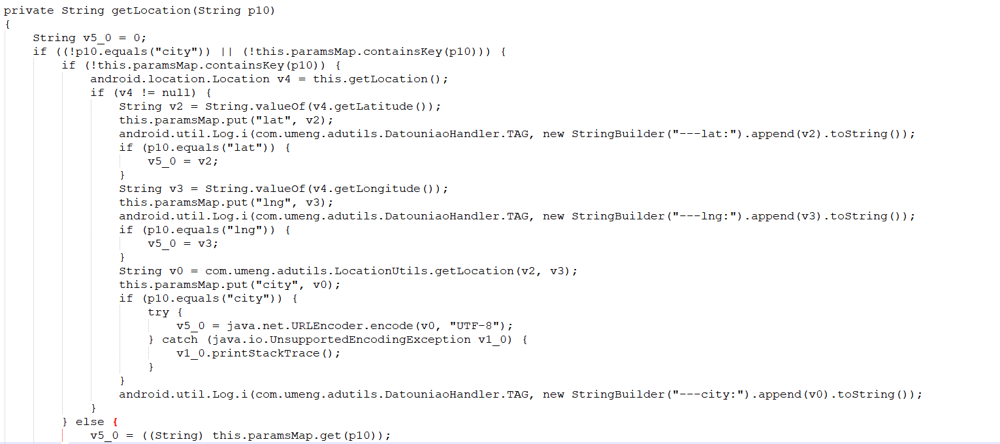 private String getLocation(String p10)
{
    String v5_0 = 0;
    if ((!p10.equals("city")) || (!this.paramsMap.containsKey(p10))) {
        if (!this.paramsMap.containsKey(p10)) {
            android.location.Location v4 = this.getLocation();
            if (v4 != null) {
                String v2 = String.valueOf(v4.getLatitude());
                this.paramsMap.put("lat", v2);
                android.util.Log.i(com.umeng.adutils.DatouniaoHandler.TAG, new StringBuilder("---lat:").append(v2).toString());
                if (p10.equals("lat")) {
                    v5_0 = v2;
                }
                String v3 = String.valueOf(v4.getLongitude());
                this.paramsMap.put("lng", v3);
                android.util.Log.i(com.umeng.adutils.DatouniaoHandler.TAG, new StringBuilder("---lng:").append(v3).toString());
                if (p10.equals("lng")) {
                    v5_0 = v3;
                }
                String v0 = com.umeng.adutils.LocationUtils.getLocation(v2, v3);
                this.paramsMap.put("city", v0);
                if (p10.equals("city")) {
                    try {
                        v5_0 = java.net.URLEncoder.encode(v0, "UTF-8");
                    } catch (java.io.UnsupportedEncodingException v1_0) {
                        v1_0.printStackTrace();
                    }
                }
                android.util.Log.i(com.umeng.adutils.DatouniaoHandler.TAG, new StringBuilder("---city:").append(v0).toString());
            }
        } else {
            v5_0 = ((String) this.paramsMap.get(p10));